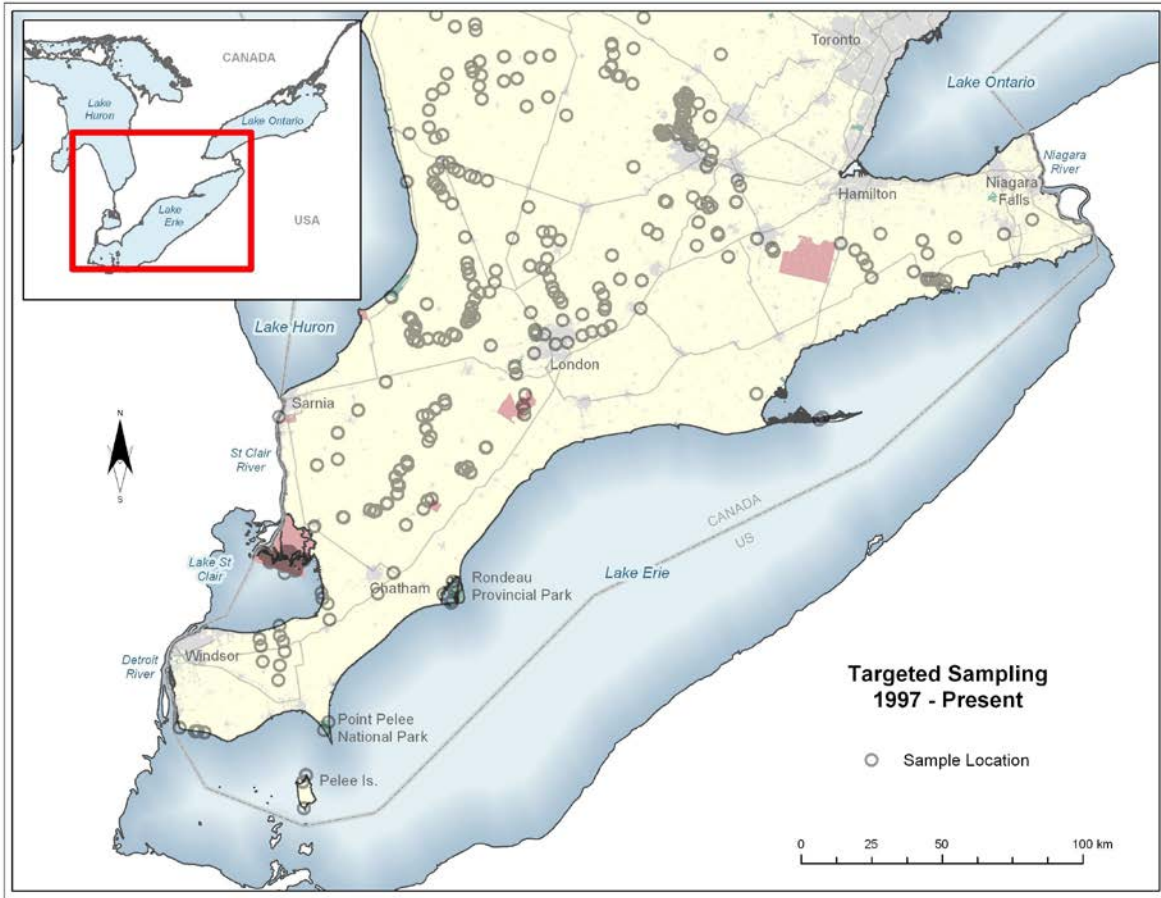 CANADA
Lake
Huron
Lake Ontario
Lake
Erie
USA
Toronto
Lake Ontario
Niagara
River
Hamilton
Niagara
Falls
Lake Huron
London
Sarnia
N
S
St Clair
River
CANADA
US
Lake St
Clair
Chatham
Rondeau
Provincial Park
Lake Erie
Detroit
River
Windsor
Point Pelee
National Park
Pelee Is.
Targeted Sampling
1997 - Present
Sample Location
0 25 50 100 km